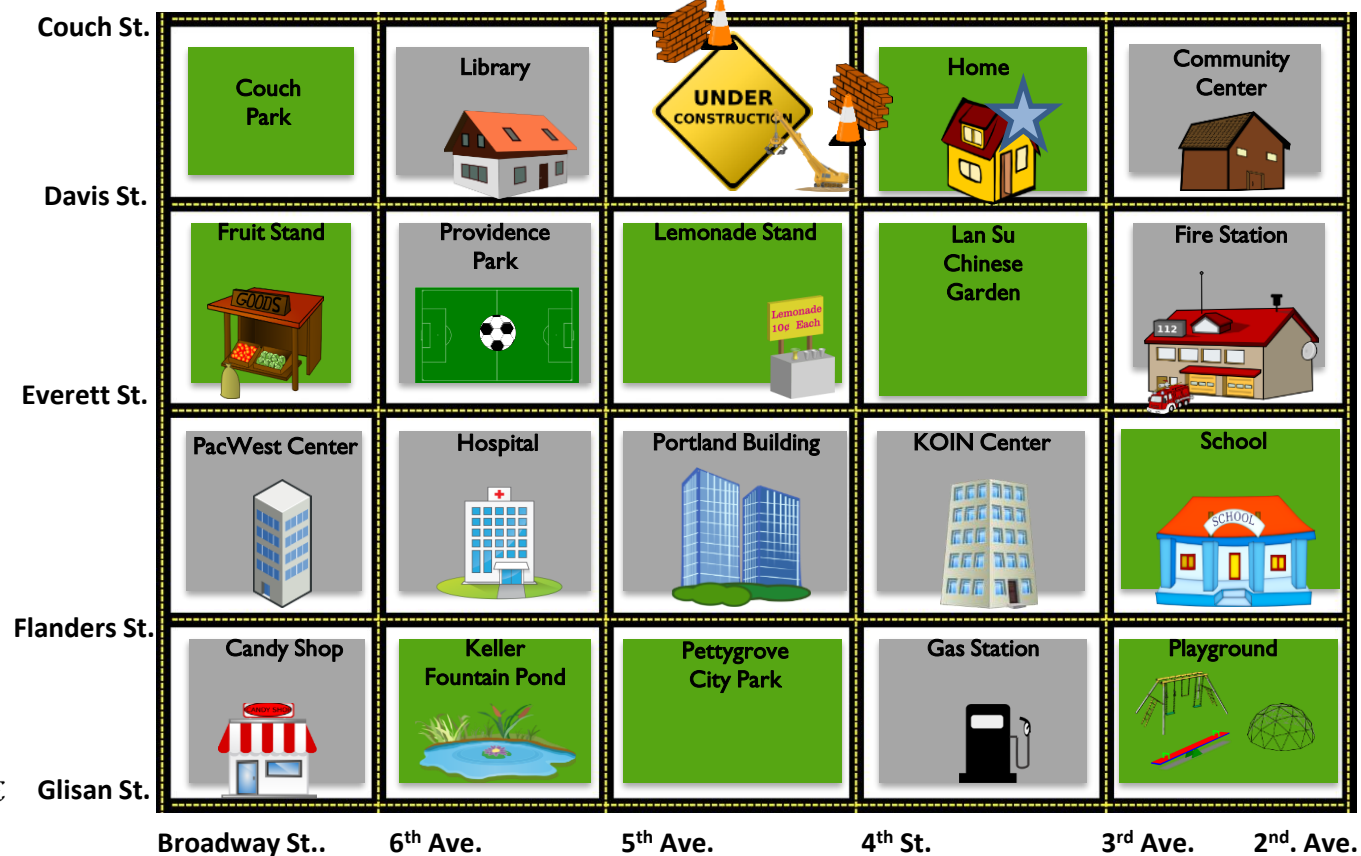 Couch St.
Couch
Park
Library
UNDER
CONSTRUCTION
Home
Community
Center
Davis St.
Fruit Stand
GOODS
Providence
Park
Lemonade Stand
Lemonade
10¢ Each
Lan Su
Chinese
Garden
Fire Station
112
Everett St.
PacWest Center
Hospital
Portland Building
KOIN Center
School
SCHOOL
Flanders St.
Candy Shop
CANDY SHOP
Keller
Fountain Pond
Pettygrove
City Park
Gas Station
Playground
Glisan St.
Broadway St.. 6th Ave. 5th Ave. 4th St. 3rd Ave. 2nd. Ave.